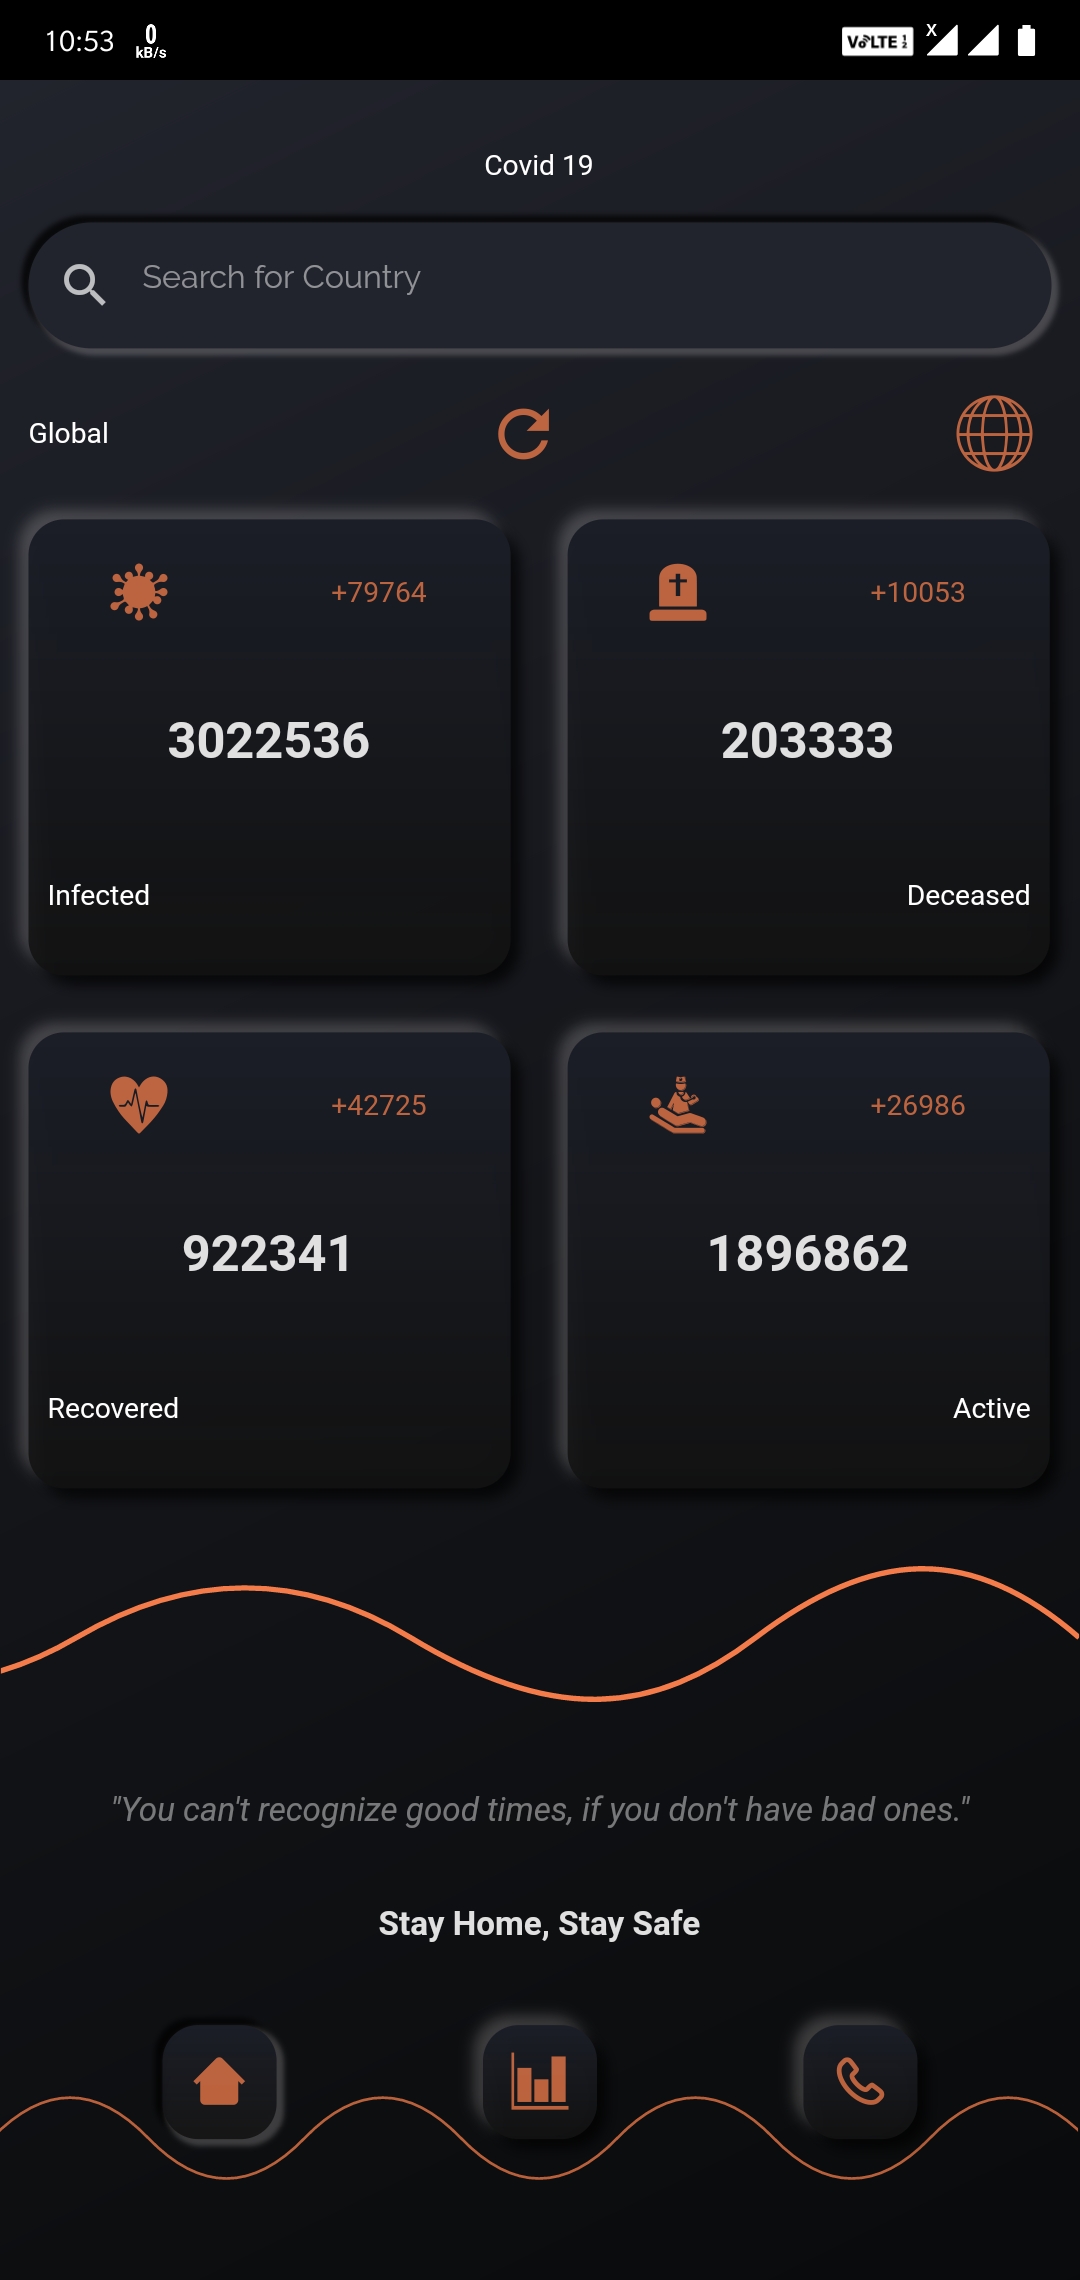 10:53
0
kB/s
VoLTE 1 2
X
Covid 19
Search for Country
Global
+79764
+10053
3022536
203333
Infected
Deceased
+42725
+26986
922341
1896862
Recovered
Active
"You can't recognize good times, if you don't have bad ones."
Stay Home, Stay Safe